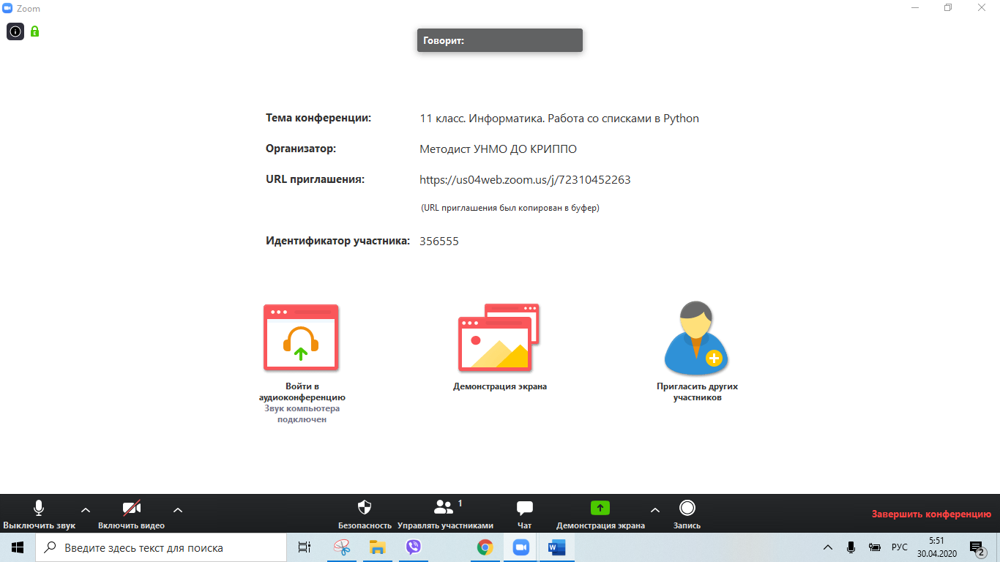 Zoom
Говорит:
Тема конференции: 11 класс. Информатика. Работа со списками в Python
Организатор: Методист УНМО ДО КРИППО
URL приглашения: https://us04web.zoom.us/j/72310452263
(URL приглашения был копирован в буфер)
Идентификатор участника: 356555
Войти в
аудиоконференцию
Звук компьютера
подключен
Демонстрация экрана
Пригласить других
участников
1
Выключить звук
Включить видео
Безопасность
Управлять участниками
Чат
Демонстрация экрана
Запись
Завершить конференцию
Введите здесь текст для поиска
РУС
5:51
30.04.2020
2